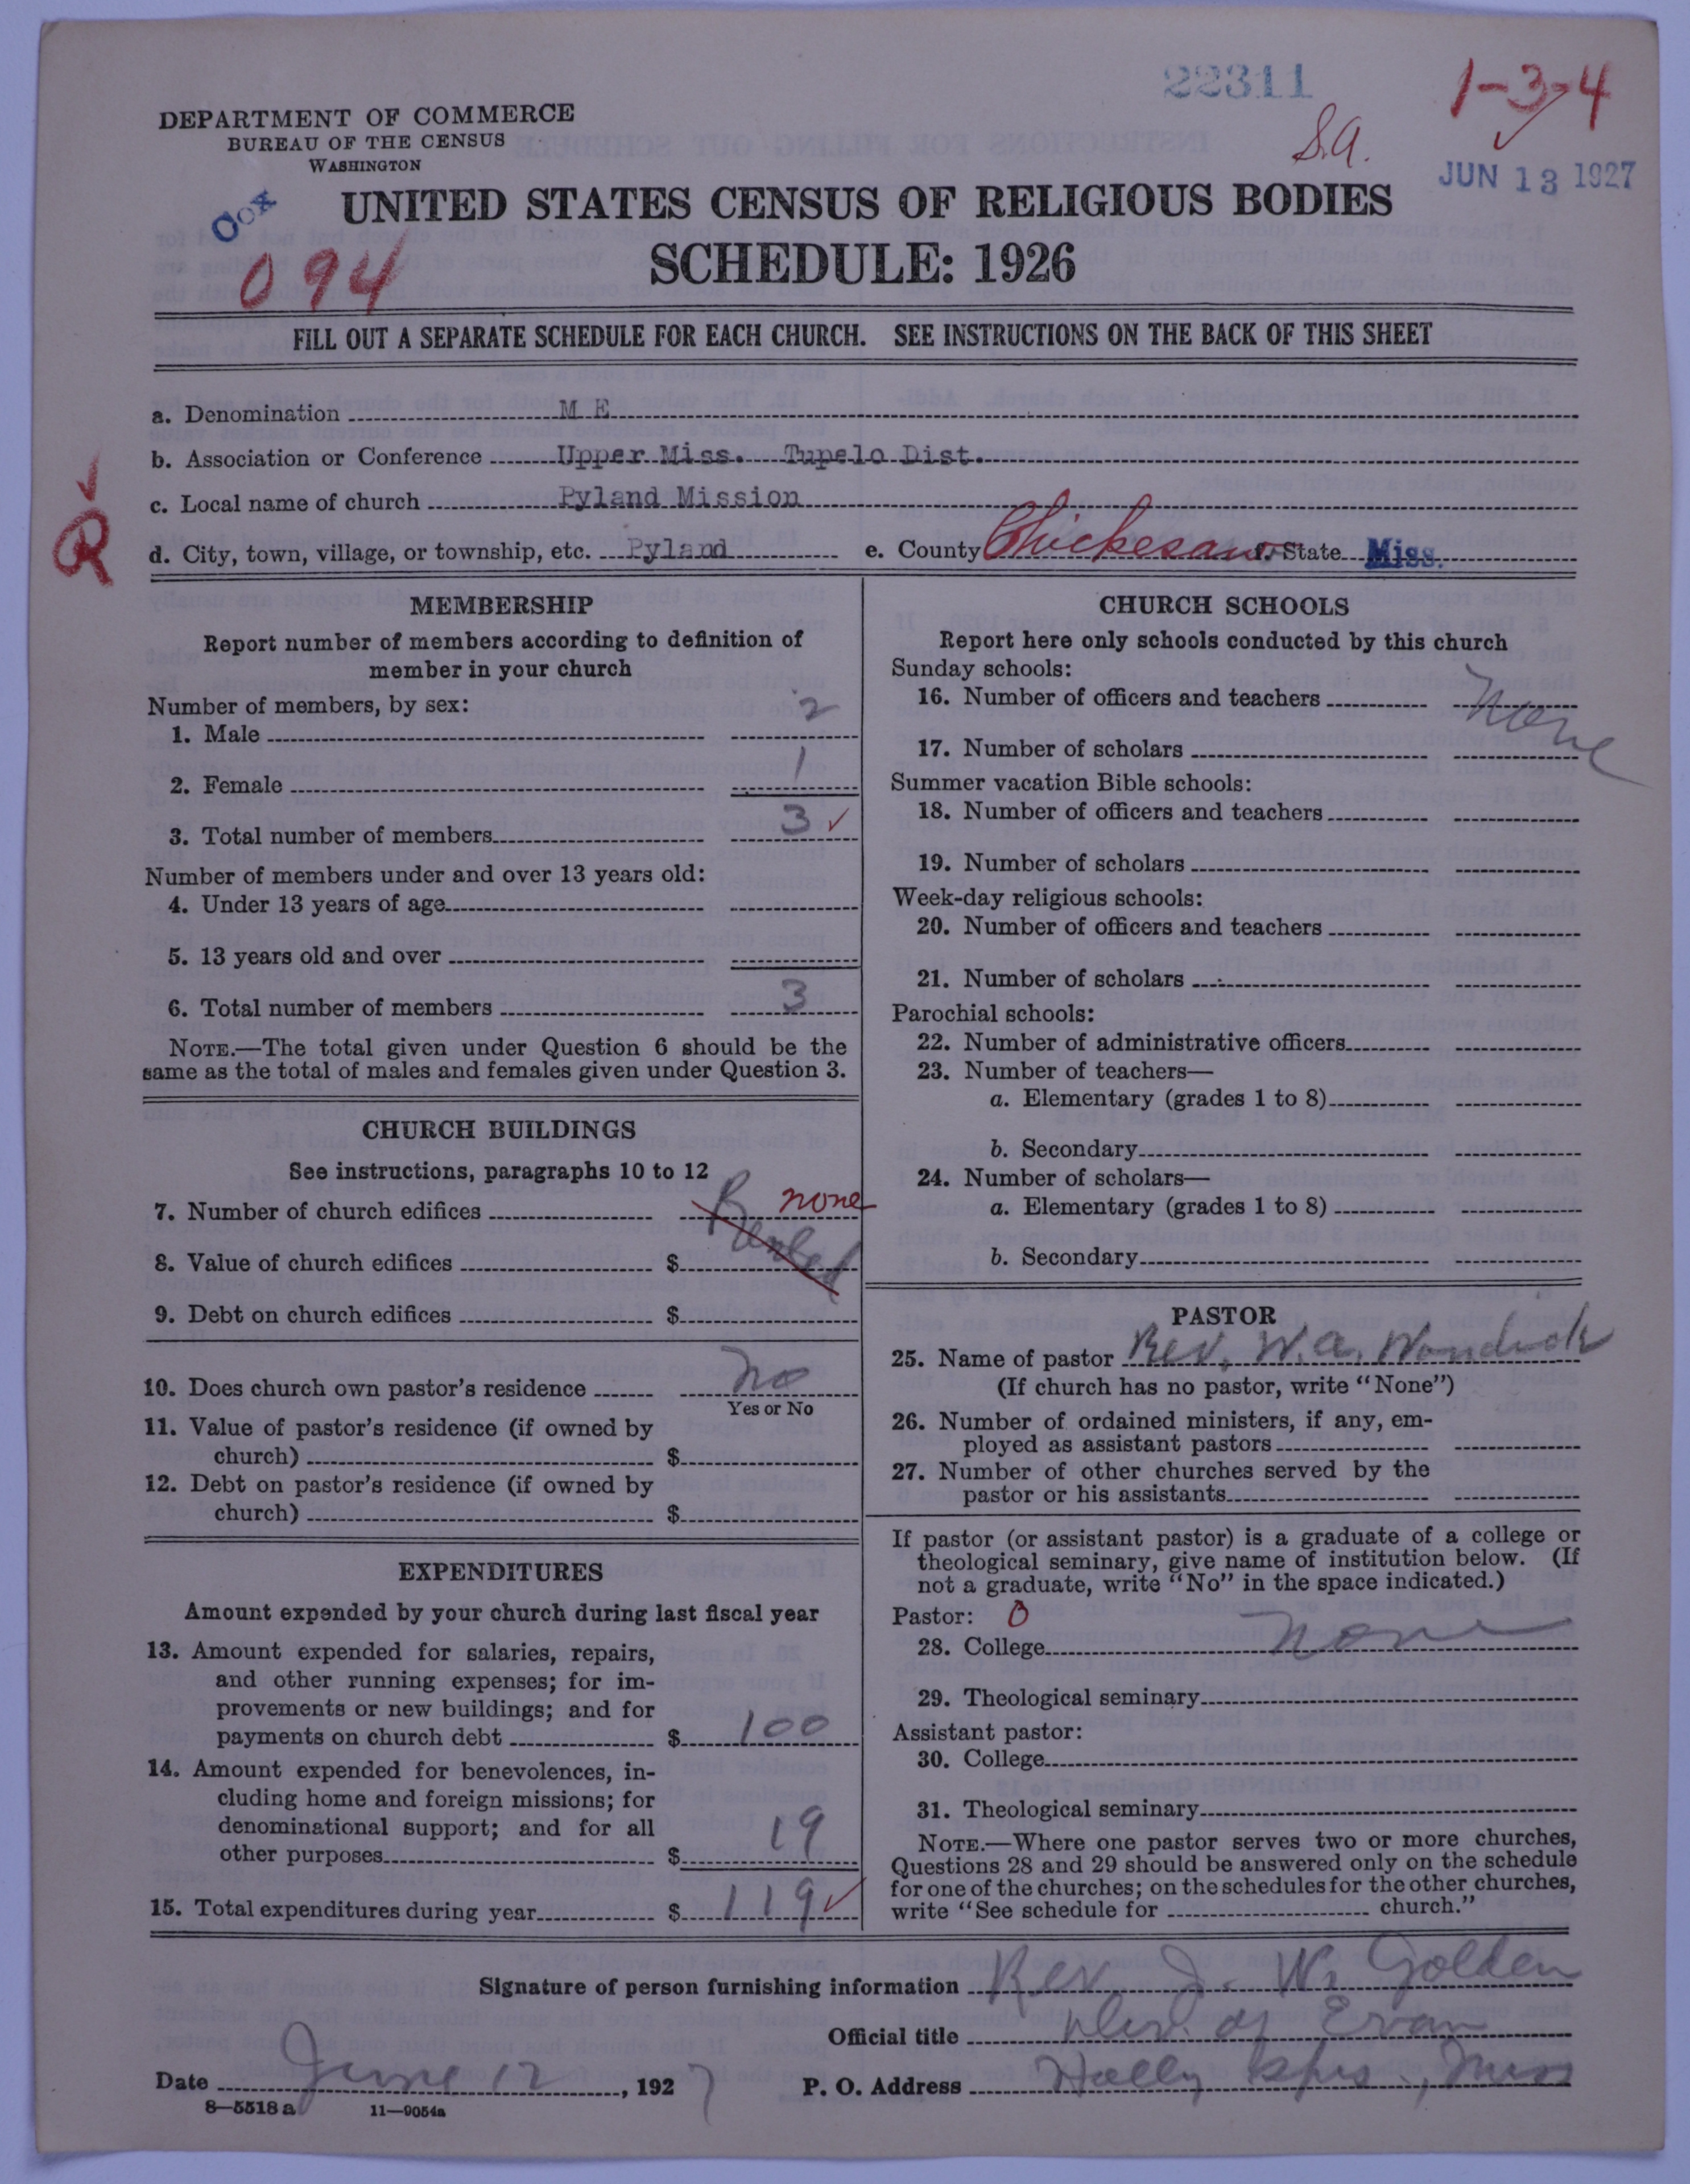 22311
1-3-4
S.A.
JUN 13 1927
DEPARTMENT OF COMMERCE
BUREAU OF THE CENSUS
WASHINGTON
Cox
094
UNITED STATES CENSUS OF RELIGIOUS BODIES
SCHEDULE: 1926
FILL OUT A SEPARATE SCHEDULE FOR EACH CHURCH. SEE INSTRUCTIONS ON THE BACK OF THIS SHEET
a. Denomination M E
b. Association or Conference Upper Miss. Tupelo Dist.
c. Local name of church Pyland Mission
R
d. City, town, village, or township, etc. Pyland e. County Chickesaw f. State Miss.
MEMBERSHIP
Report number of members according to definition of
member in your church
Number of members, by sex:
1. Male 2
2. Female 1
3. Total number of members 3 ✓
Number of members under and over 13 years old:
4. Under 13 years of age
5. 13 years old and over
6. Total number of members 3
NOTE.—The total given under Question 6 should be the
same as the total of males and females given under Question 3.
CHURCH BUILDINGS
See instructions, paragraphs 10 to 12
7. Number of church edifices none
Rented
8. Value of church edifices $
9. Debt on church edifices $
10. Does church own pastor's residence No
Yes or No
11. Value of pastor's residence (if owned by
church) $
12. Debt on pastor's residence (if owned by
church) $
EXPENDITURES
Amount expended by your church during last fiscal year
13. Amount expended for salaries, repairs,
and other running expenses; for im-
provements or new buildings; and for
payments on church debt $ 100
14. Amount expended for benevolences, in-
cluding home and foreign missions; for
denominational support; and for all
other purposes $ 19
15. Total expenditures during year $ 119 ✓
CHURCH SCHOOLS
Report here only schools conducted by this church
Sunday schools:
16. Number of officers and teachers None
17. Number of scholars
Summer vacation Bible schools:
18. Number of officers and teachers
19. Number of scholars
Week-day religious schools:
20. Number of officers and teachers
21. Number of scholars
Parochial schools:
22. Number of administrative officers
23. Number of teachers—
a. Elementary (grades 1 to 8)
b. Secondary
24. Number of scholars—
a. Elementary (grades 1 to 8)
b. Secondary
PASTOR
25. Name of pastor Rev. W. A.
(If church has no pastor, write "None")
26. Number of ordained ministers, if any, em-
ployed as assistant pastors
27. Number of other churches served by the
pastor or his assistants
If pastor (or assistant pastor) is a graduate of a college or
theological seminary, give name of institution below. (If
not a graduate, write "No" in the space indicated.)
Pastor: 0
28. College None
29. Theological seminary
Assistant pastor:
30. College
31. Theological seminary
NOTE.—Where one pastor serves two or more churches,
Questions 28 and 29 should be answered only on the schedule
for one of the churches; on the schedules for the other churches,
write "See schedule for church."
Signature of person furnishing information Rev. J. W. Golden
Official title Dir. of Evan
Date June 12, 1927 P. O. Address Holly Spgs., Miss
8—5518 a 11—9054a